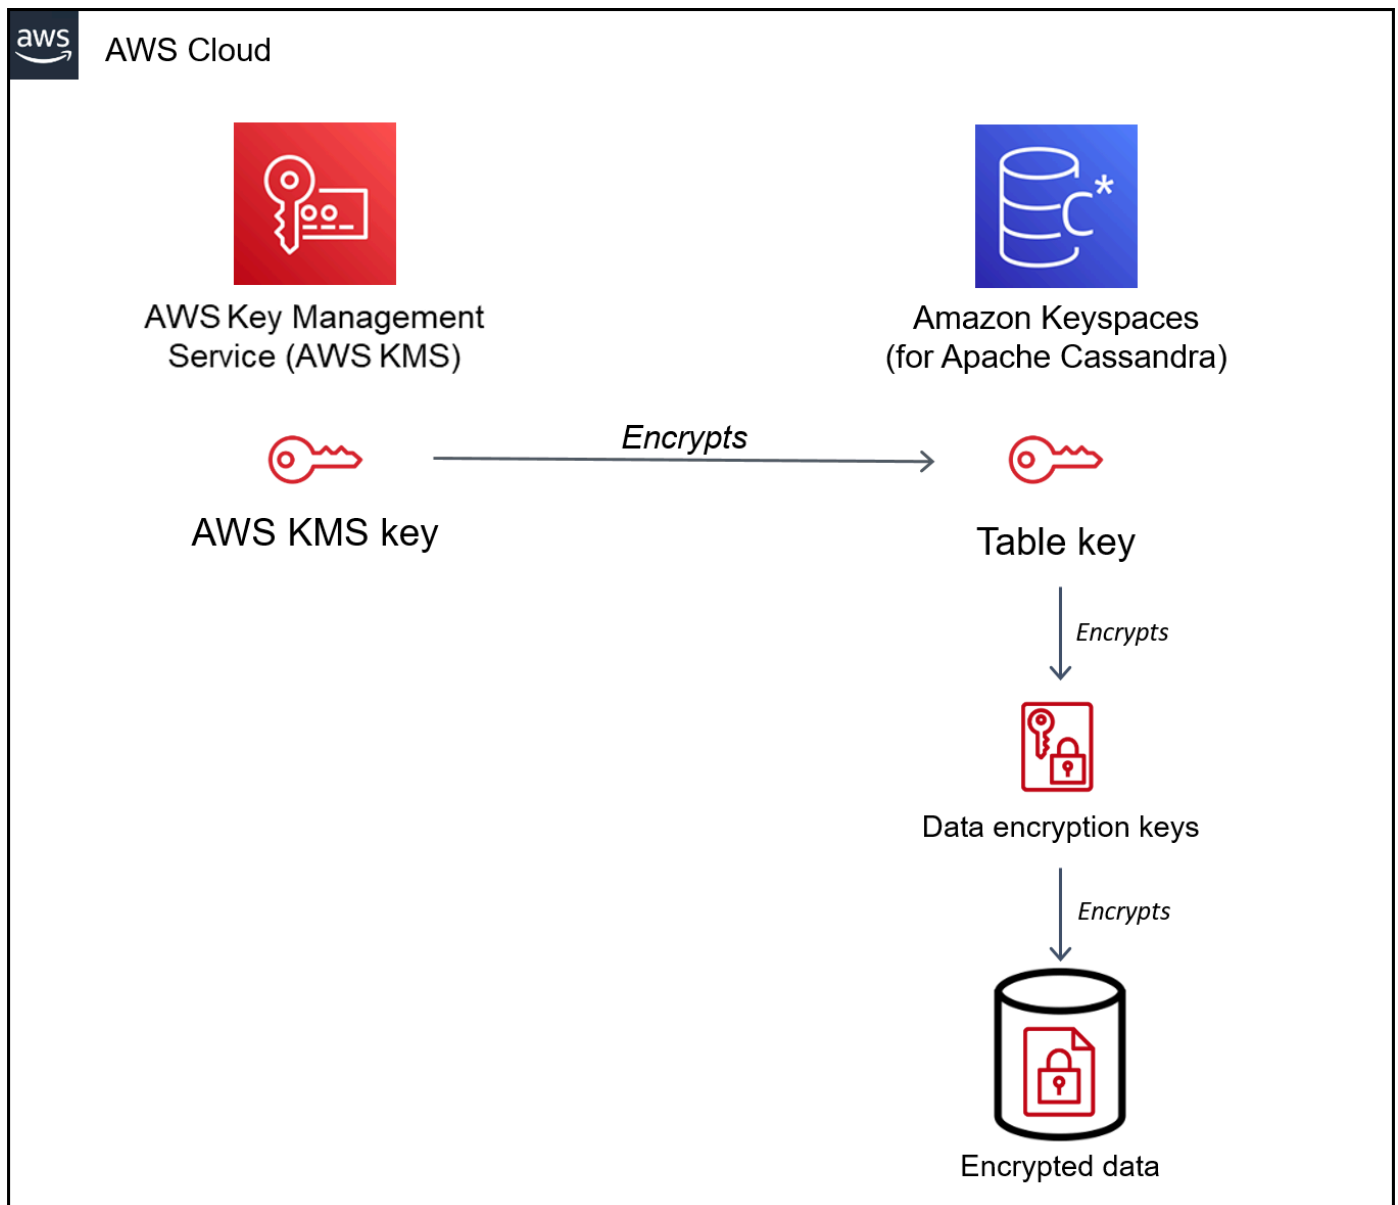 aws
AWS Cloud
AWS Key Management
Service (AWS KMS)
C*
Amazon Keyspaces
(for Apache Cassandra)
Encrypts
AWS KMS key
Table key
Encrypts
Data encryption keys
Encrypts
Encrypted data